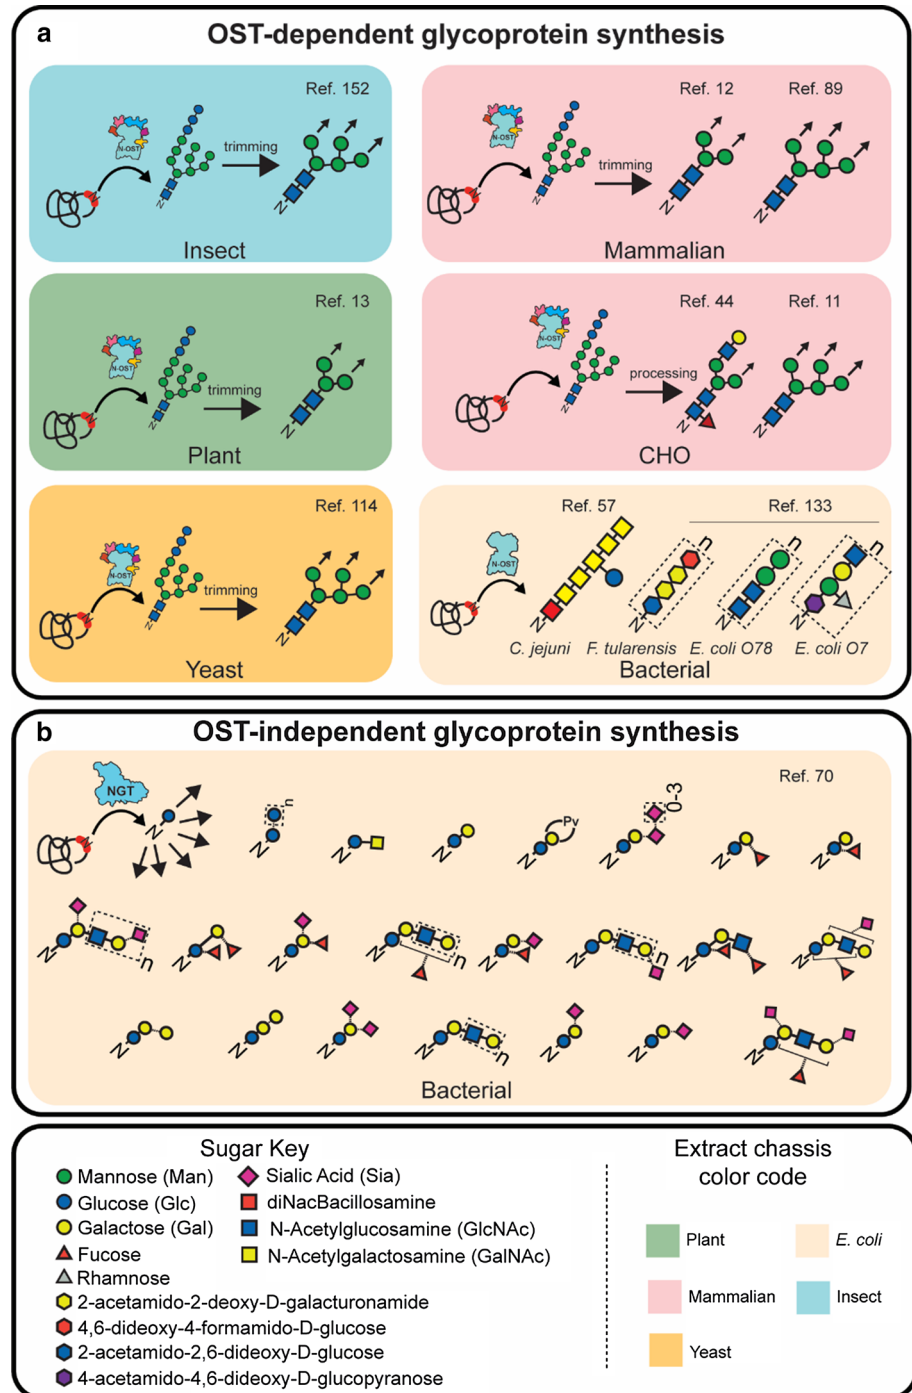 a
OST-dependent glycoprotein synthesis
Ref. 152
N-OST
trimming
N
Insect
Ref. 12
Ref. 89
N-OST
trimming
N
N
N
Mammalian
Ref. 13
N-OST
trimming
N
N
Plant
Ref. 44
Ref. 11
N-OST
processing
N
N
N
CHO
Ref. 114
N-OST
trimming
N
N
Yeast
Ref. 57
Ref. 133
N-OST
n
n
n
N
N
N
N
C. jejuni
F. tularensis
E. coli O78
E. coli O7
Bacterial
b
OST-independent glycoprotein synthesis
Ref. 70
NGT
N
n
N
N
N
Pv
N
0-3
N
N
N
N
n
N
N
N
n
N
N
n
N
N
N
N
N
N
n
N
N
N
Bacterial
Sugar Key
Mannose (Man)
Glucose (Glc)
Galactose (Gal)
Fucose
Rhamnose
Sialic Acid (Sia)
diNacBacillosamine
N-Acetylglucosamine (GlcNAc)
N-Acetylgalactosamine (GalNAc)
2-acetamido-2-deoxy-D-galacturonamide
4,6-dideoxy-4-formamido-D-glucose
2-acetamido-2,6-dideoxy-D-glucose
4-acetamido-4,6-dideoxy-D-glucopyranose
Extract chassis
color code
Plant
E. coli
Mammalian
Insect
Yeast